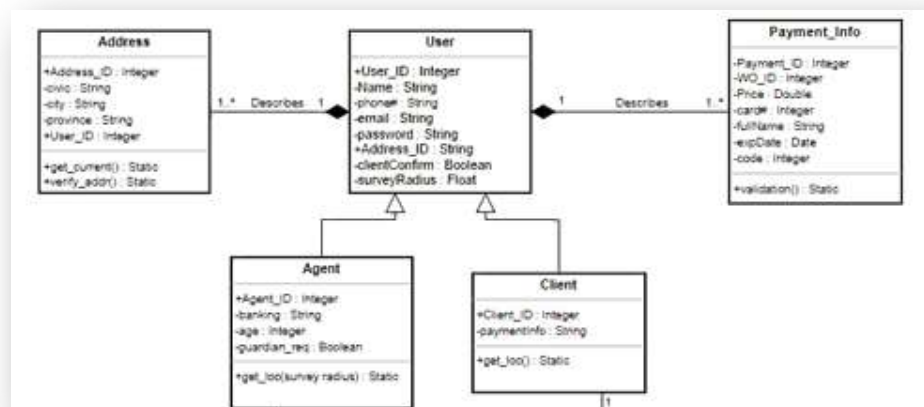 Address
+Address_ID : Integer
-civic : String
-city : String
-province : String
+User_ID : Integer
+get_current() : Static
+verify_addr() : Static
1..* Describes 1
User
+User_ID : Integer
-Name : String
-phone# : String
-email : String
-password : String
+Address_ID : String
-clientConfirm : Boolean
-surveyRadius : Float
1 Describes 1..*
Payment_Info
-Payment_ID : Integer
-WO_ID : Integer
-Price : Double
-card# : Integer
-fullName : String
-expDate : Date
-code : Integer
+validation() : Static
Agent
+Agent_ID : Integer
-banking : String
-age : Integer
-guardian_req : Boolean
+get_loc(survey radius) : Static
Client
+Client_ID : Integer
-paymentInfo : String
+get_loc() : Static
1